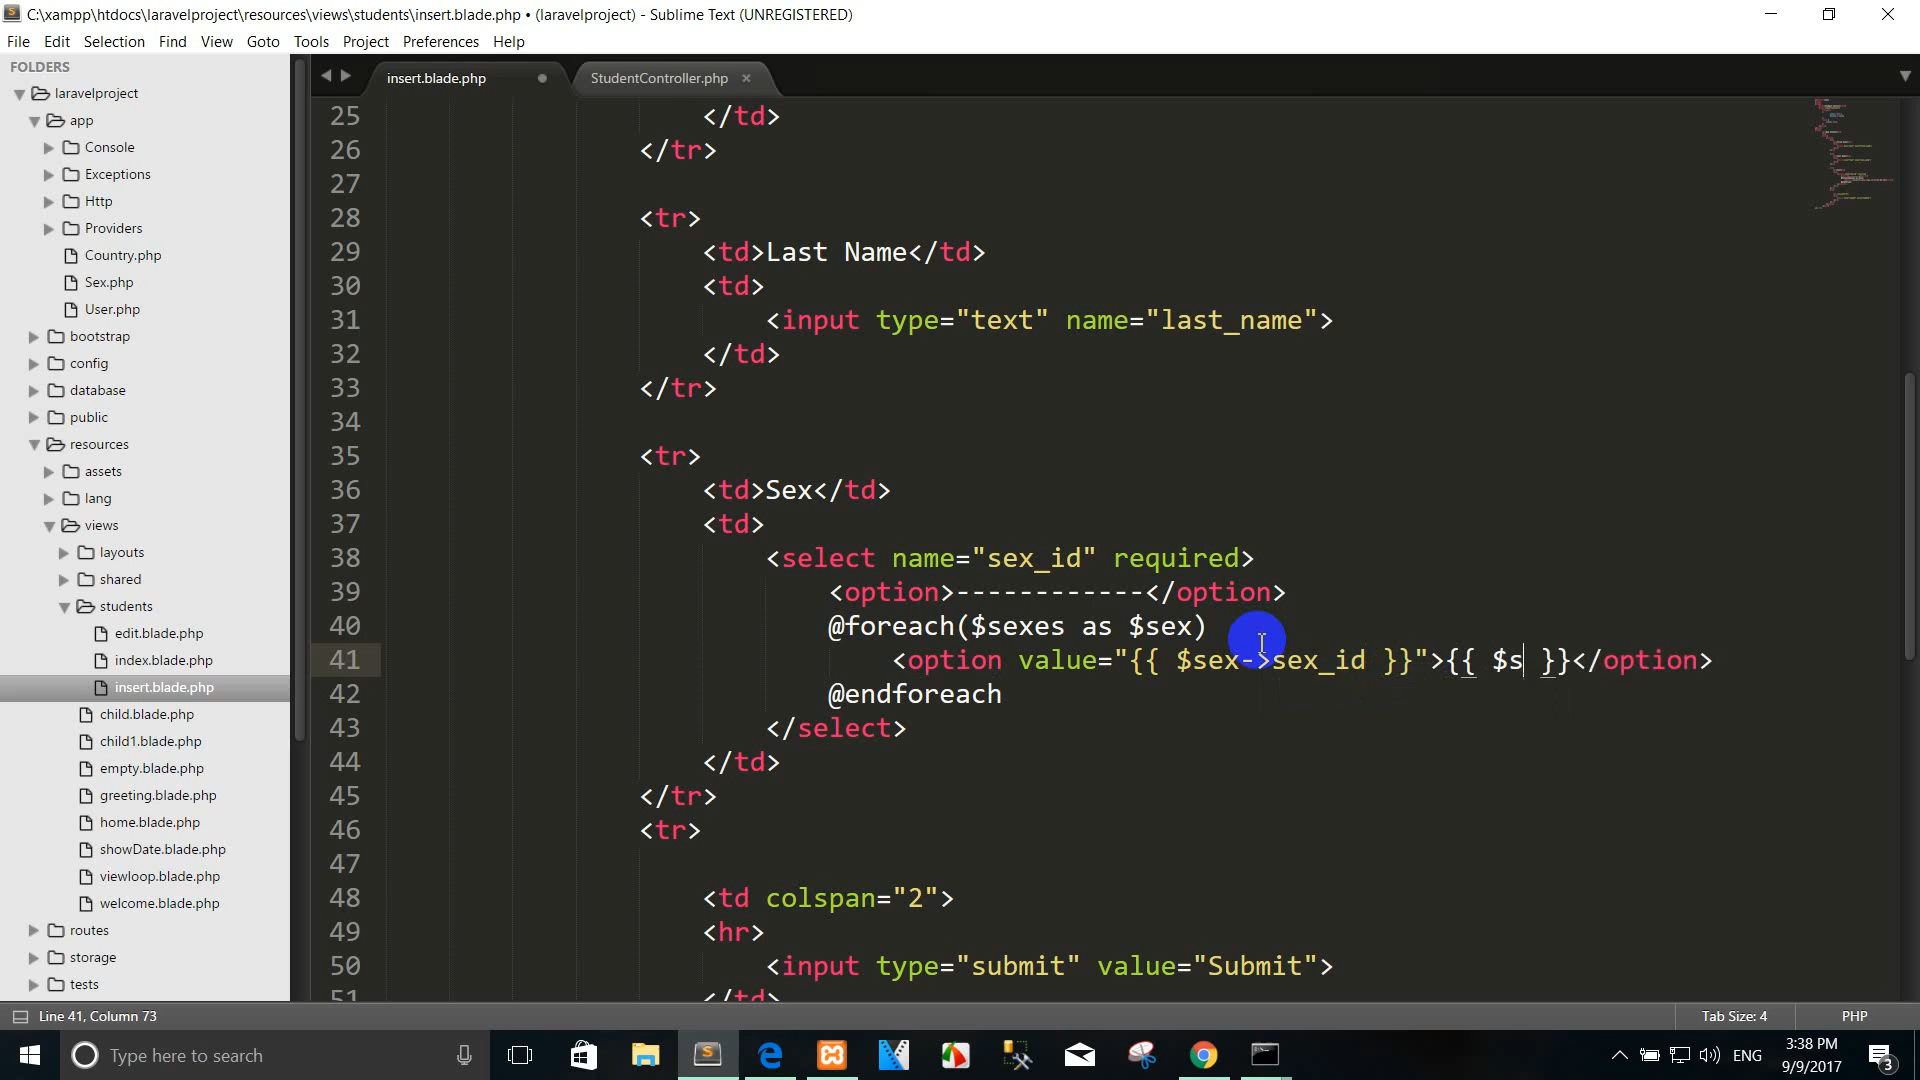 C:\xampp\htdocs\laravelproject\resources\views\students\insert.blade.php • (laravelproject) - Sublime Text (UNREGISTERED)
File Edit Selection Find View Goto Tools Project Preferences Help
FOLDERS
laravelproject
app
Console
Exceptions
Http
Providers
Country.php
Sex.php
User.php
bootstrap
config
database
public
resources
assets
lang
views
layouts
shared
students
edit.blade.php
index.blade.php
insert.blade.php
child.blade.php
child1.blade.php
empty.blade.php
greeting.blade.php
home.blade.php
showDate.blade.php
viewloop.blade.php
welcome.blade.php
routes
storage
tests
insert.blade.php StudentController.php
25 </td>
26 </tr>
27
28 <tr>
29 <td>Last Name</td>
30 <td>
31 <input type="text" name="last_name">
32 </td>
33 </tr>
34
35 <tr>
36 <td>Sex</td>
37 <td>
38 <select name="sex_id" required>
39 <option>------------</option>
40 @foreach($sexes as $sex)
41 <option value="{{ $sex->sex_id }}">{{ $s }}</option>
42 @endforeach
43 </select>
44 </td>
45 </tr>
46 <tr>
47
48 <td colspan="2">
49 <hr>
50 <input type="submit" value="Submit">
51 </td>
Line 41, Column 73 Tab Size: 4 PHP
Type here to search
ENG
3:38 PM
9/9/2017
3